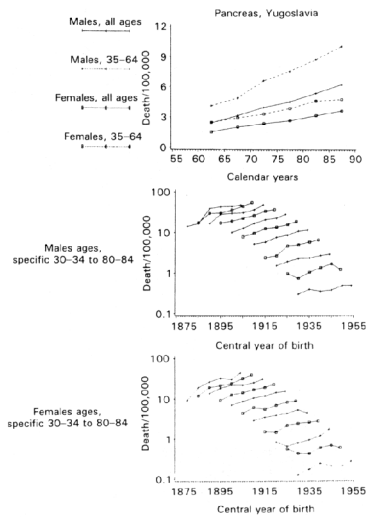 Pancreas, Yugoslavia
Males, all ages
Males, 35–64
Females, all ages
Females, 35–64
Death/100,000
12
9
6
3
0
55 60 65 70 75 80 85 90
Calendar years
Males ages,
specific 30–34 to 80–84
Death/100,000
100
10
1
0.1
1875 1895 1915 1935 1955
Central year of birth
Females ages,
specific 30–34 to 80–84
Death/100,000
100
10
1
0.1
1875 1895 1915 1935 1955
Central year of birth